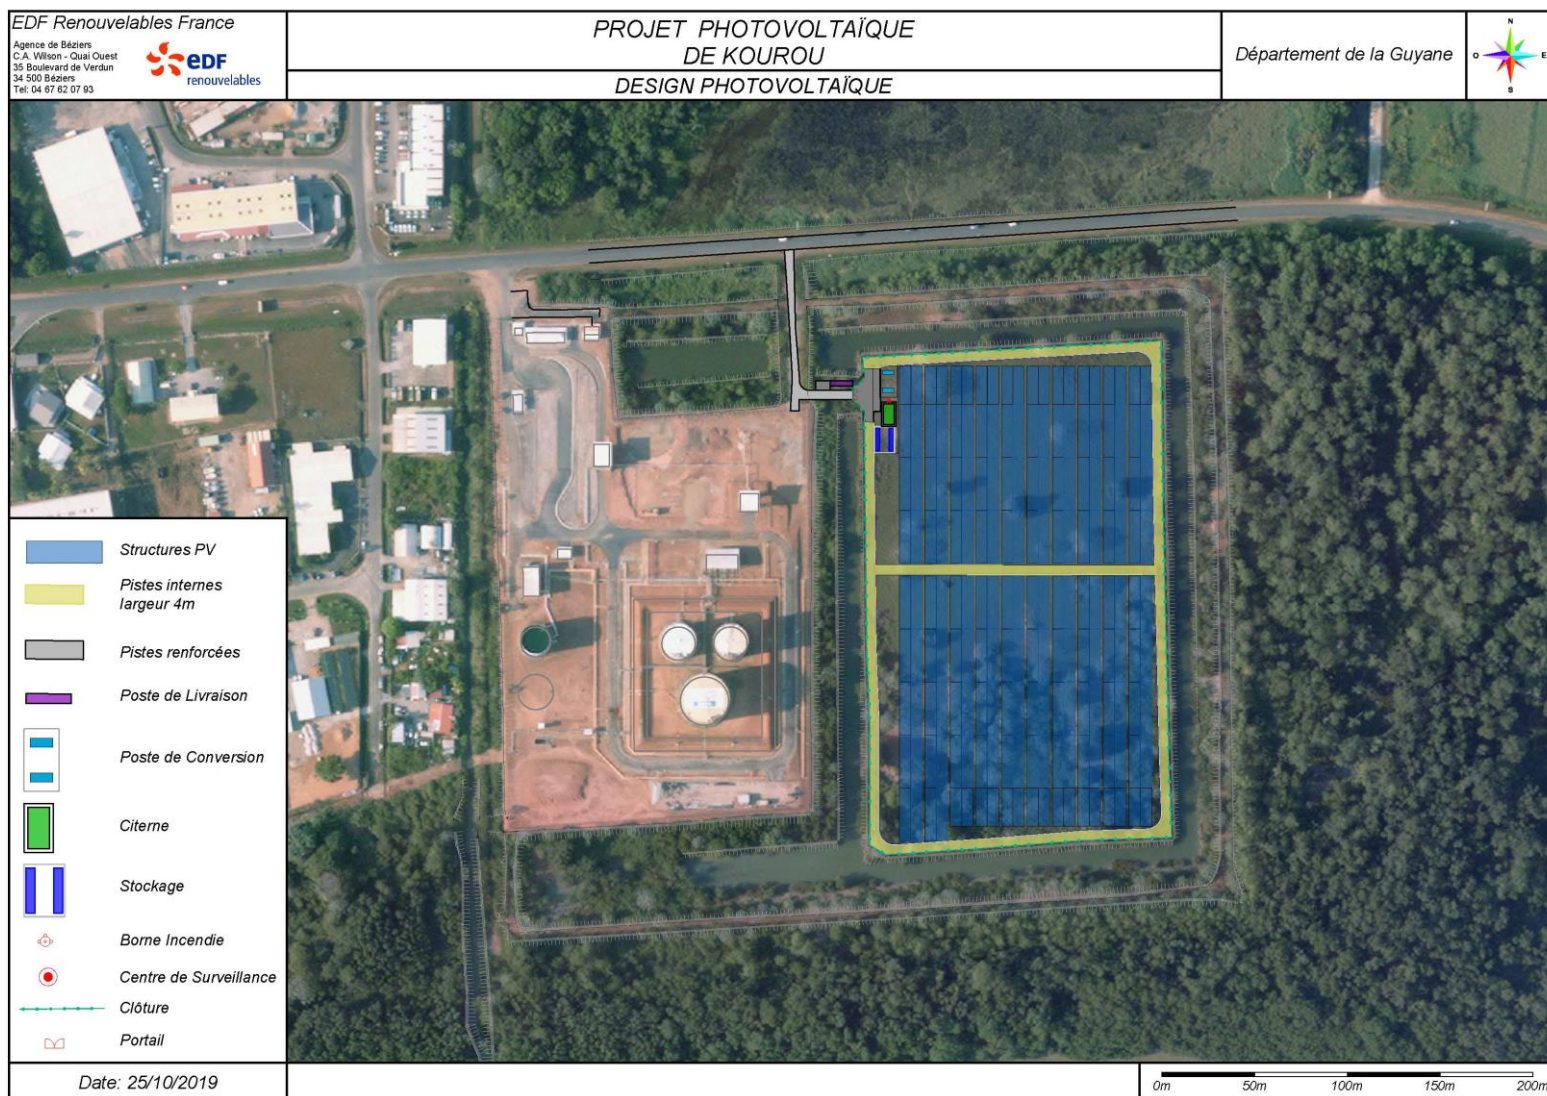 EDF Renouvelables France
Agence de Béziers
C.A. Wilson - Quai Ouest
35 Boulevard de Verdun
34 500 Béziers
Tel: 04 67 62 07 93
edf
renouvelables
PROJET PHOTOVOLTAÏQUE
DE KOUROU
DESIGN PHOTOVOLTAÏQUE
Département de la Guyane
N
O
E
S
Structures PV
Pistes internes
largeur 4m
Pistes renforcées
Poste de Livraison
Poste de Conversion
Citerne
Stockage
Borne Incendie
Centre de Surveillance
Clôture
Portail
Date: 25/10/2019
0m 50m 100m 150m 200m